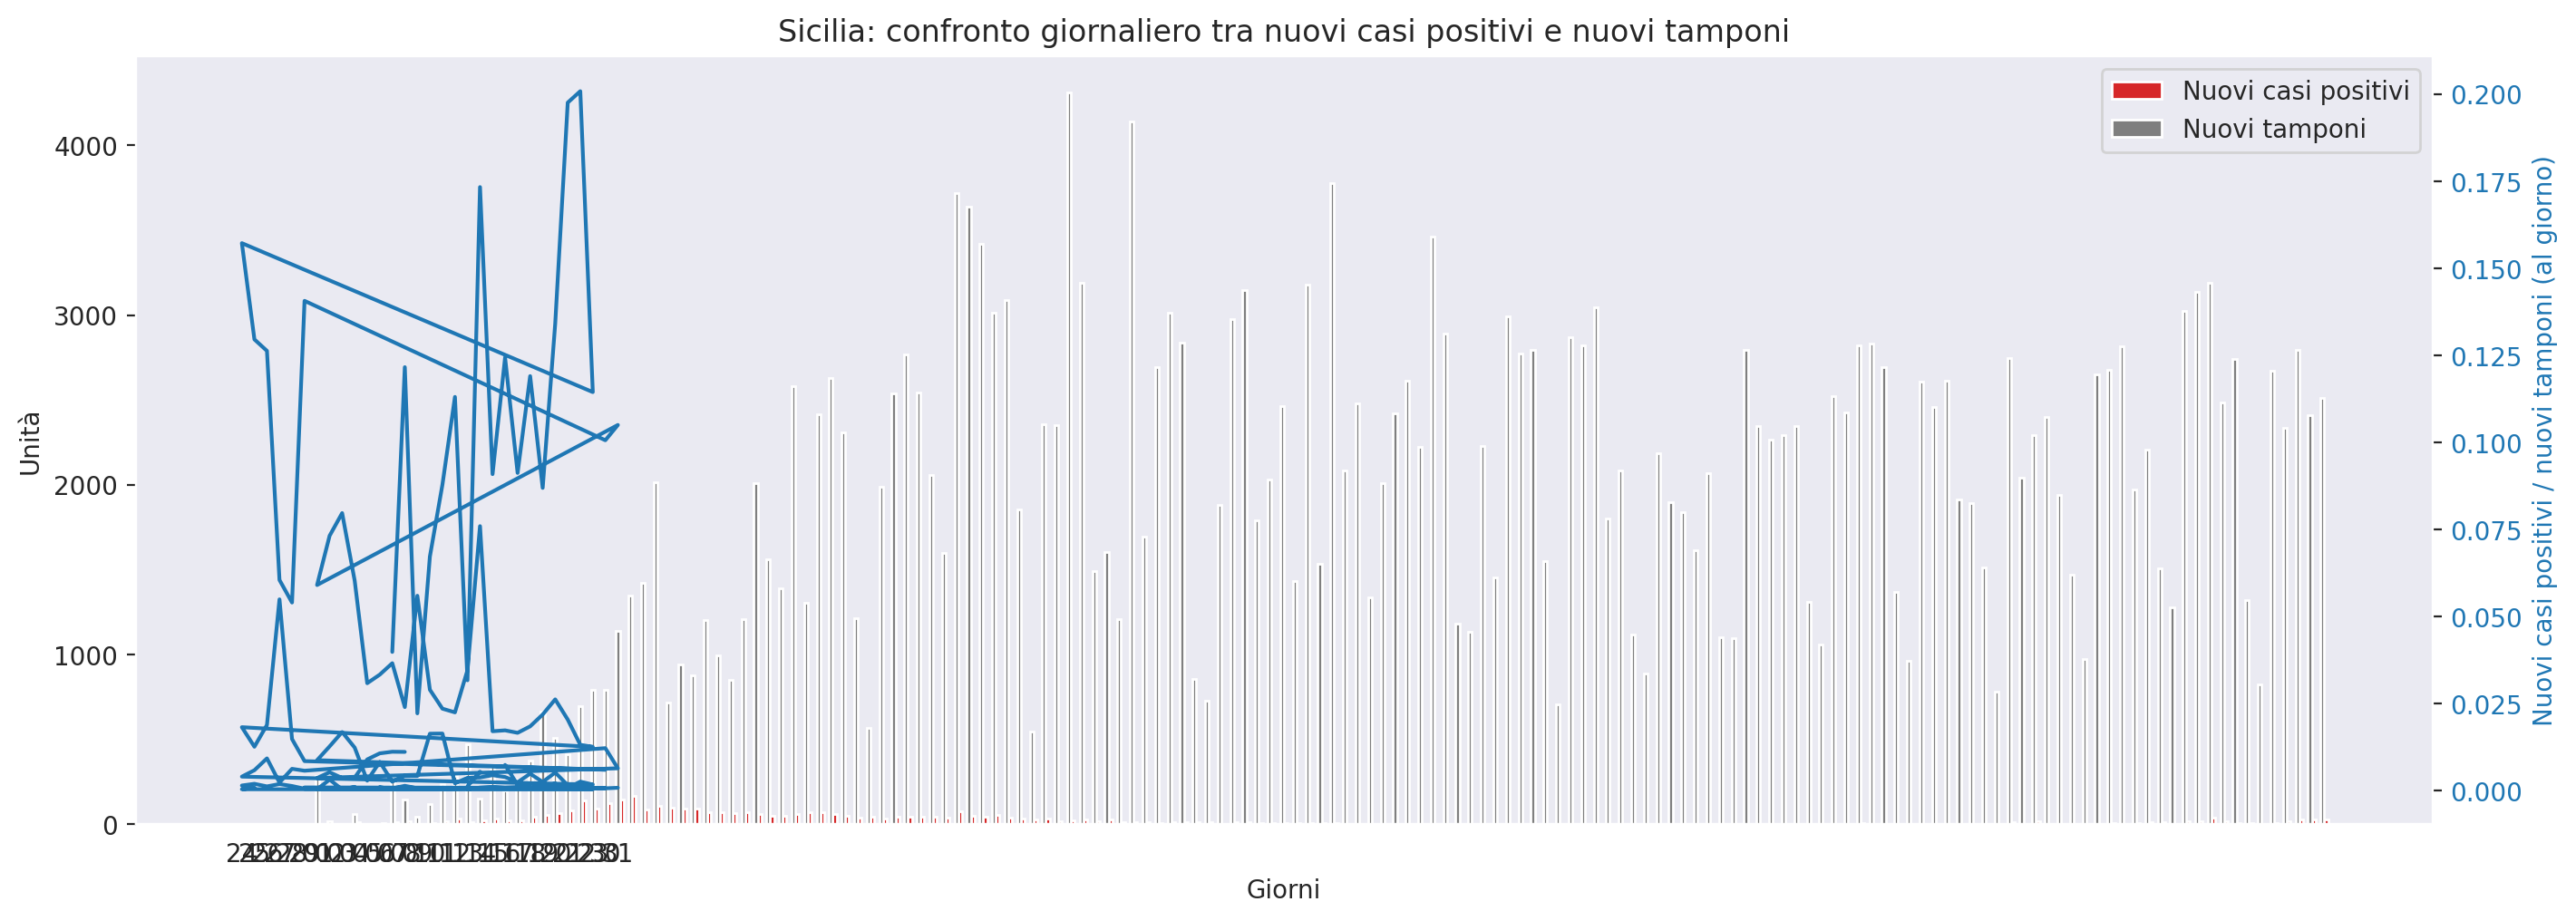 Sicilia: confronto giornaliero tra nuovi casi positivi e nuovi tamponi
Nuovi casi positivi
Nuovi tamponi
Unità
4000
3000
2000
1000
0
0.200
0.175
0.150
0.125
0.100
0.075
0.050
0.025
0.000
Nuovi casi positivi / nuovi tamponi (al giorno)
Giorni